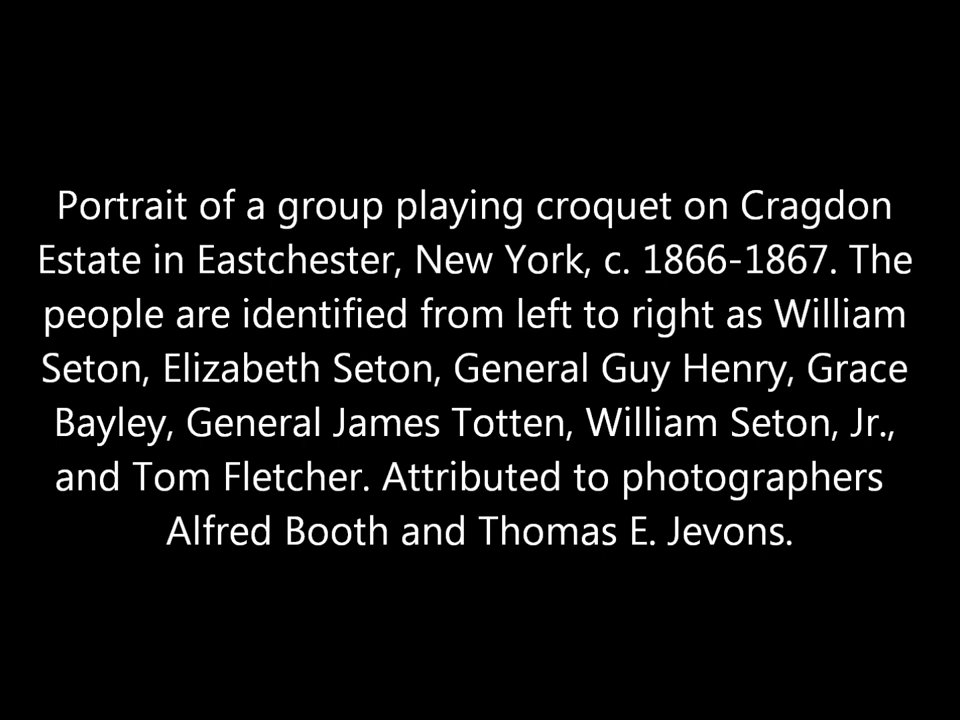 Portrait of a group playing croquet on Cragdon
Estate in Eastchester, New York, c. 1866-1867. The
people are identified from left to right as William
Seton, Elizabeth Seton, General Guy Henry, Grace
Bayley, General James Totten, William Seton, Jr.,
and Tom Fletcher. Attributed to photographers
Alfred Booth and Thomas E. Jevons.